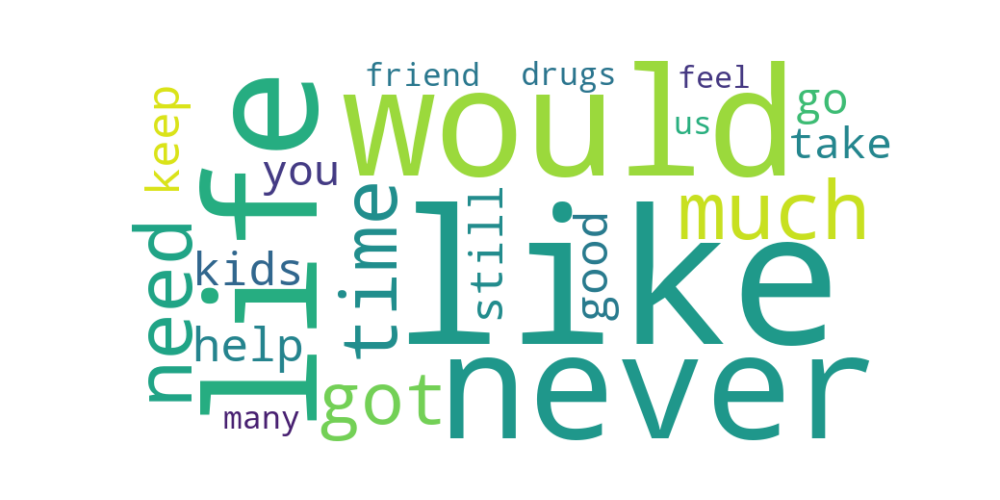 friend
drugs
feel
keep
life
would
us
go
take
you
time
much
need
kids
like
still
good
help
never
got
many